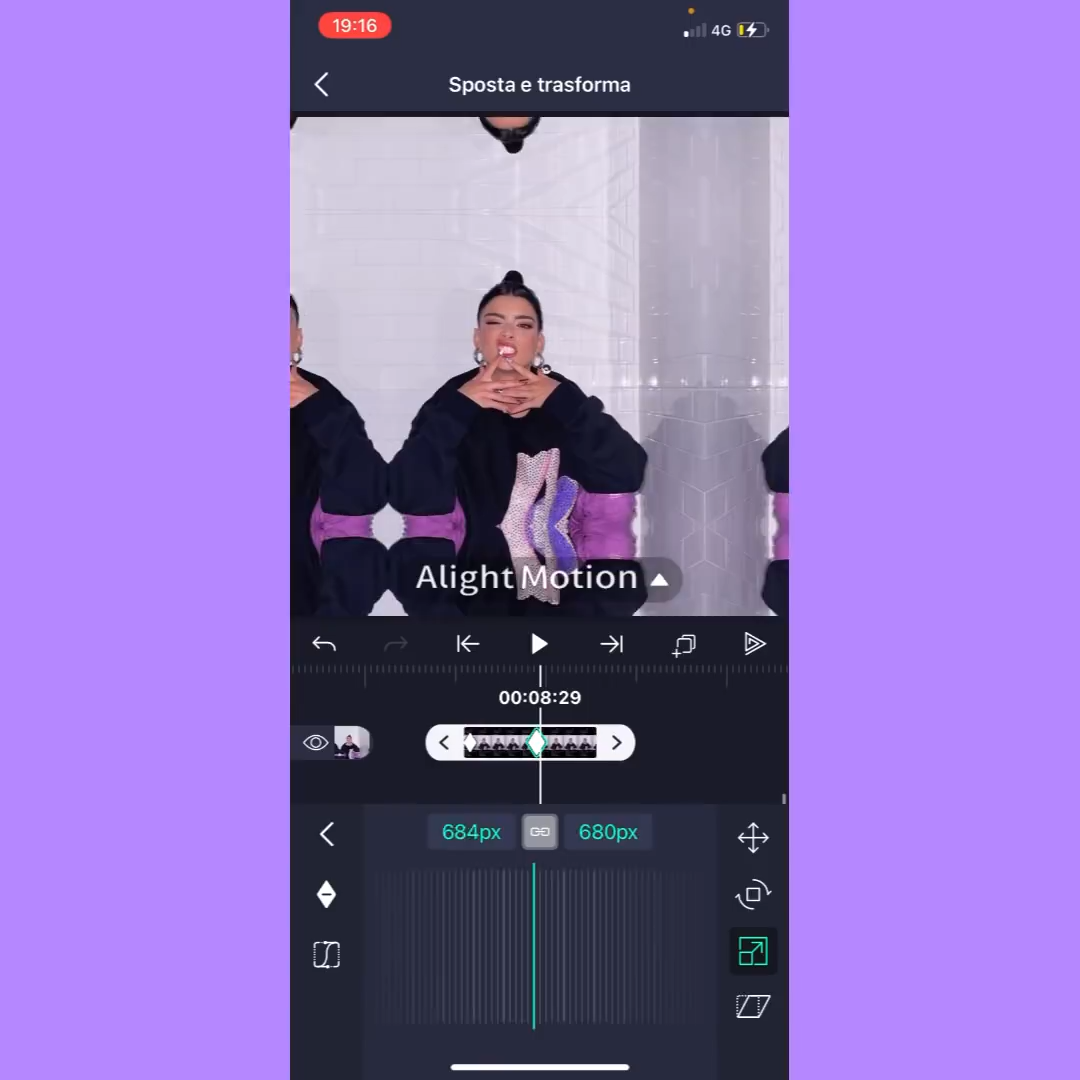 19:16
4G
Sposta e trasforma
Alight Motion
00:08:29
684px
680px